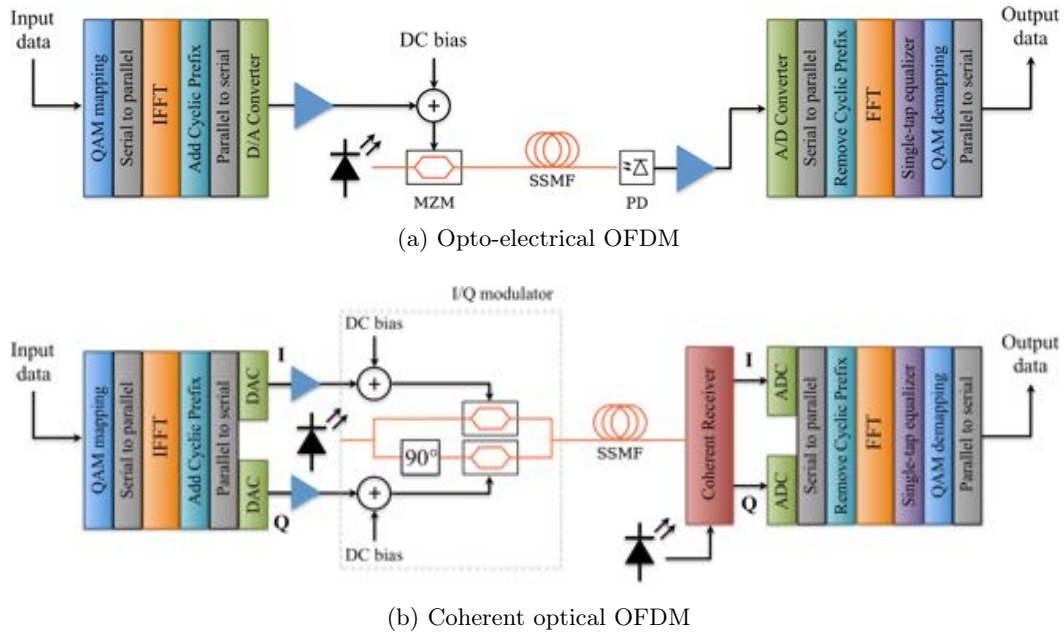 Input
data
QAM mapping
Serial to parallel
IFFT
Add Cyclic Prefix
Parallel to serial
D/A Converter
DC bias
+
MZM
SSMF
PD
A/D Converter
Serial to parallel
Remove Cyclic Prefix
FFT
Single-tap equalizer
QAM demapping
Parallel to serial
Output
data
(a) Opto-electrical OFDM
Input
data
QAM mapping
Serial to parallel
IFFT
Add Cyclic Prefix
Parallel to serial
DAC
DAC
I
Q
I/Q modulator
DC bias
+
90°
+
DC bias
SSMF
Coherent Receiver
I
Q
ADC
ADC
Serial to parallel
Remove Cyclic Prefix
FFT
Single-tap equalizer
QAM demapping
Parallel to serial
Output
data
(b) Coherent optical OFDM